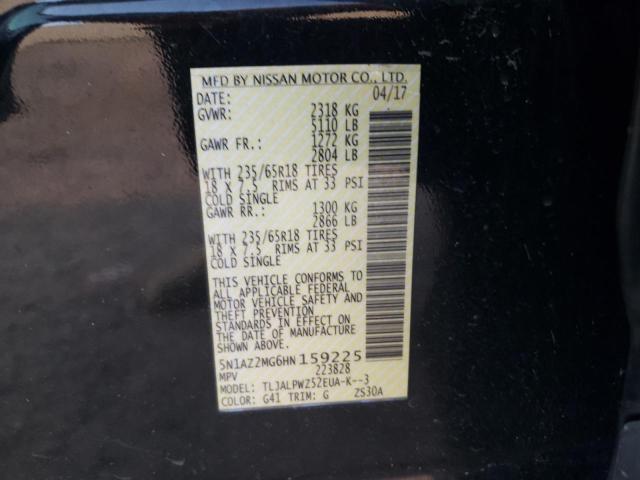 MFD BY NISSAN MOTOR CO., LTD.
DATE: 04/17
GVWR: 2318 KG
5110 LB
GAWR FR.: 1272 KG
2804 LB
WITH 235/65R18 TIRES
18 X 7.5 RIMS AT 33 PSI
COLD SINGLE
GAWR RR.: 1300 KG
2866 LB
WITH 235/65R18 TIRES
18 X 7.5 RIMS AT 33 PSI
COLD SINGLE
THIS VEHICLE CONFORMS TO
ALL APPLICABLE FEDERAL
MOTOR VEHICLE SAFETY AND
THEFT PREVENTION
STANDARDS IN EFFECT ON
THE DATE OF MANUFACTURE
SHOWN ABOVE.
5N1AZ2MG6HN159225
MPV 223828
MODEL: TLJALPWZ52EUA-K--3
COLOR: G41 TRIM: G ZS30A